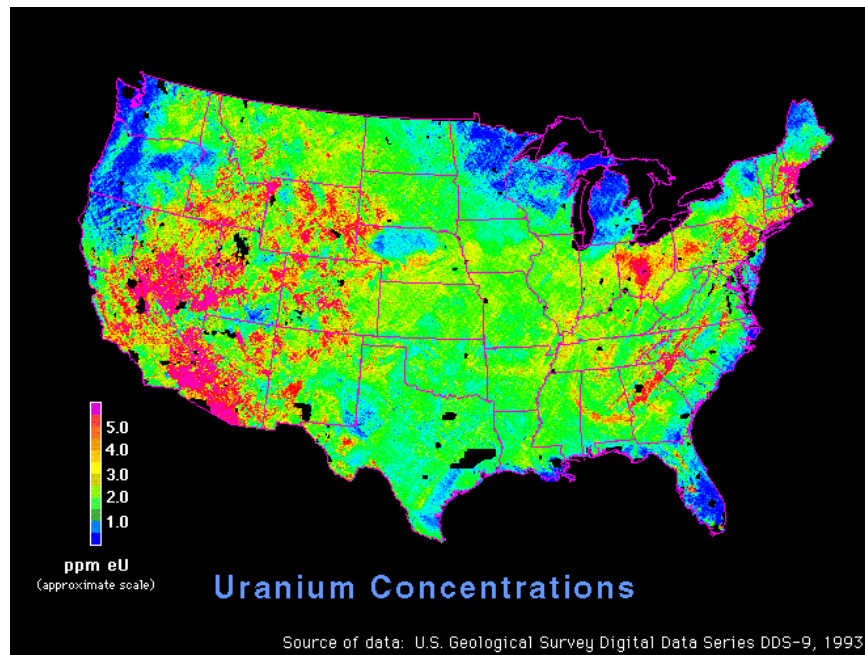 5.0
4.0
3.0
2.0
1.0
ppm eU
(approximate scale)
Uranium Concentrations
Source of data: U.S. Geological Survey Digital Data Series DDS-9, 1993